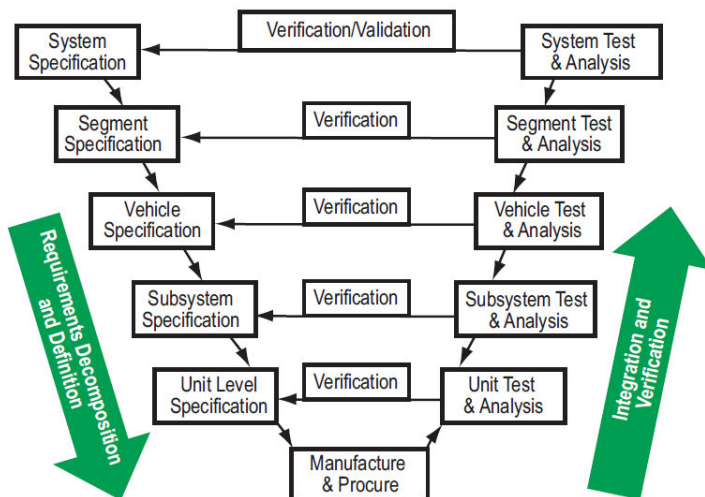 System
Specification
Verification/Validation
System Test
& Analysis
Segment
Specification
Verification
Segment Test
& Analysis
Vehicle
Specification
Verification
Vehicle Test
& Analysis
Subsystem
Specification
Verification
Subsystem Test
& Analysis
Unit Level
Specification
Verification
Unit Test
& Analysis
Manufacture
& Procure
Requirements Decomposition
and Definition
Integration and
Verification